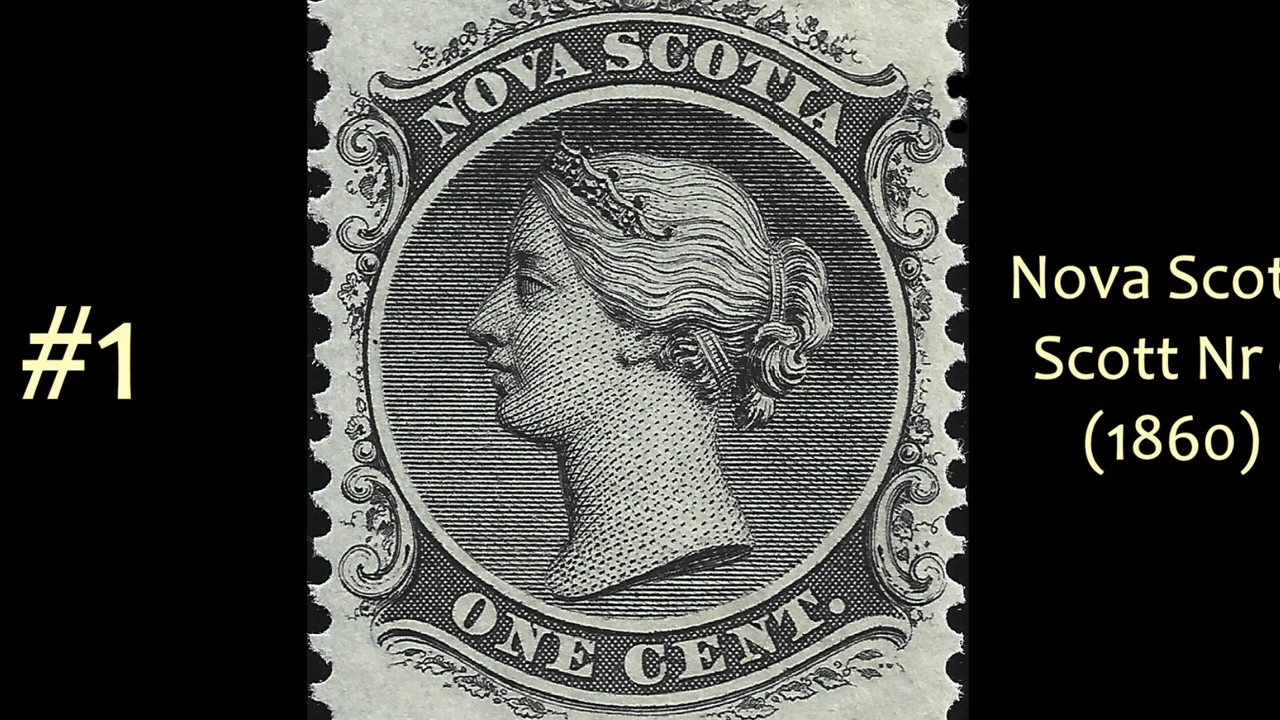 NOVA SCOTIA
#1
Nova Scot
Scott Nr
(1860)
ONE CENT.